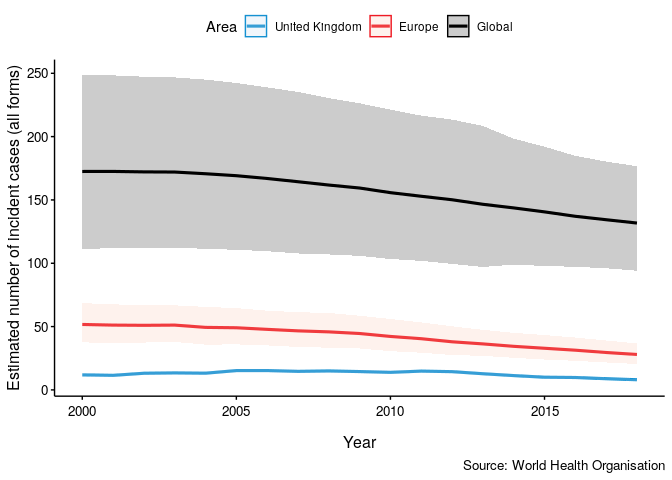 Area United Kingdom Europe Global
Estimated number of incident cases (all forms)
250
200
150
100
50
0
2000 2005 2010 2015
Year
Source: World Health Organisation